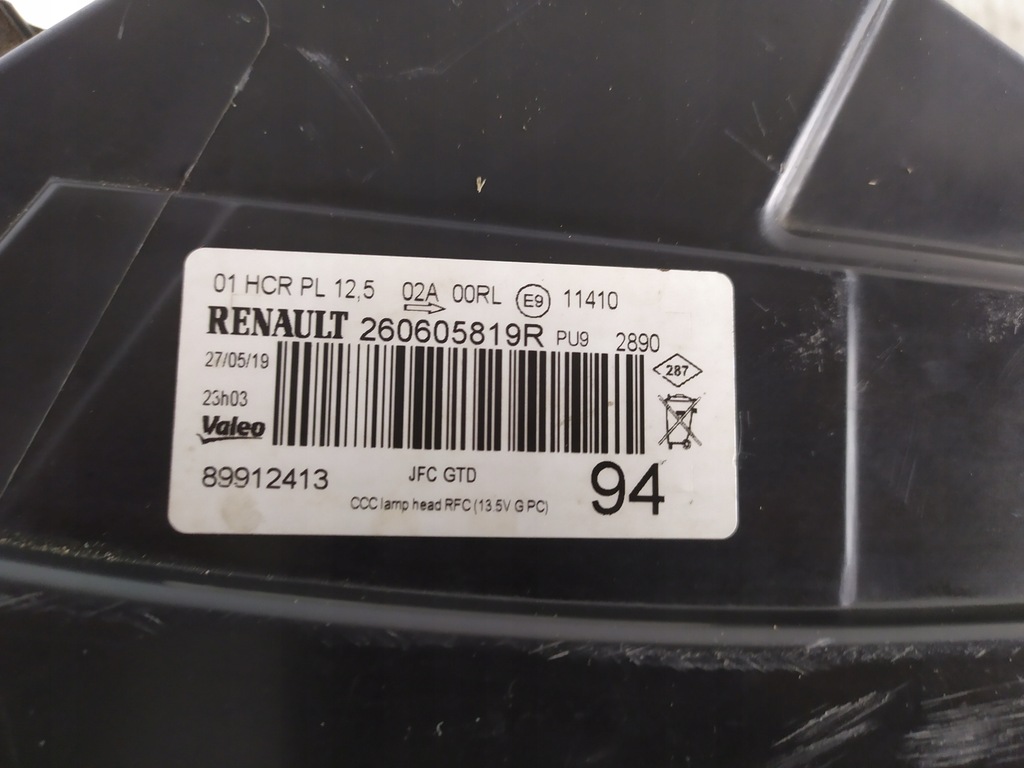 01 HCR PL 12,5 02A 00RL E9 11410
RENAULT 260605819R PU9 2890
27/05/19
287
23h03
Valeo
89912413 JFC GTD 94
CCC lamp head RFC (13 5V G PC)